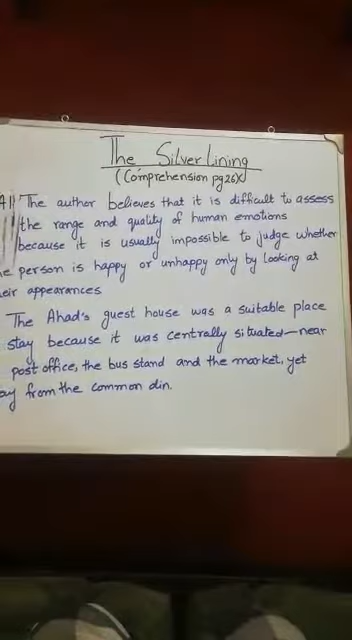 The Silver Lining
(Comprehension pg26)
A1 The author believes that it is difficult to assess
the range and quality of human emotions
because it is usually impossible to judge whether
person is happy or unhappy only by looking at
appearances
The Ahad's guest house was a suitable place
stay because it was centrally situated-near
post office, the bus stand and the market, yet
from the common din.